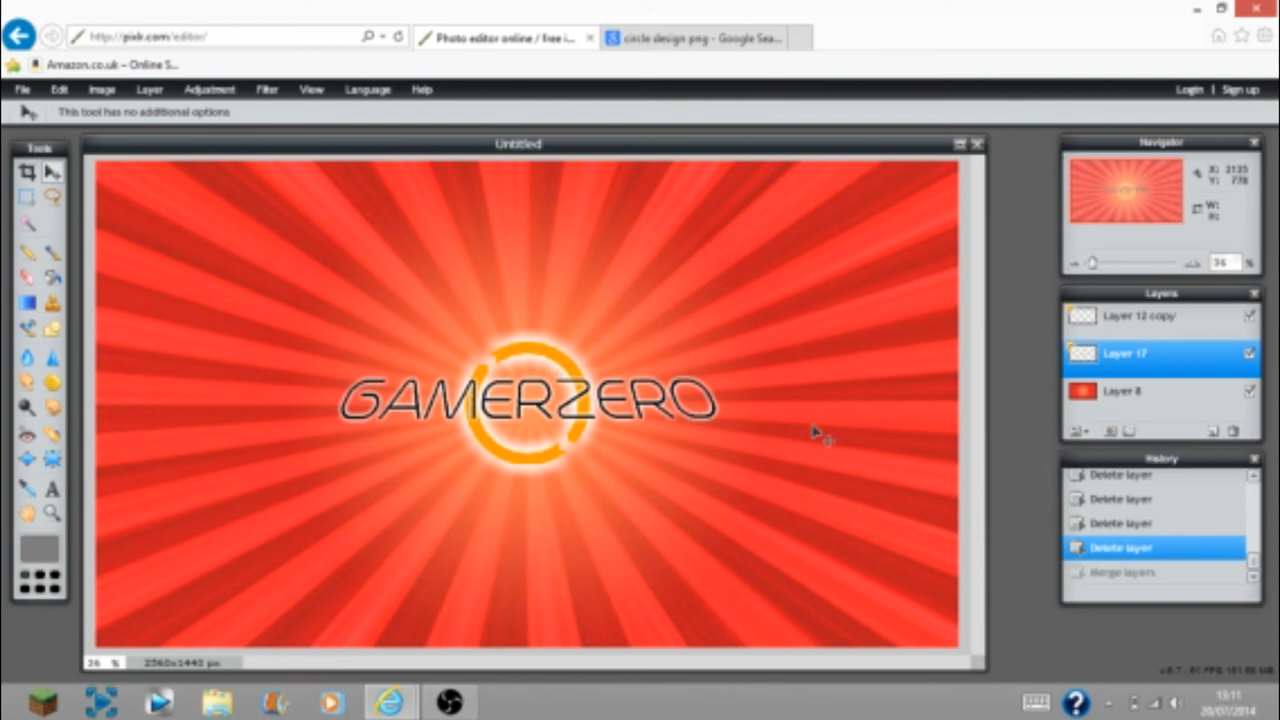 http://pixlr.com/editor/
Photo editor online / free i...
circle design png - Google Sea...
Amazon.co.uk – Online S...
File Edit Image Layer Adjustment Filter View Language Help
Login | Sign up
This tool has no additional options
Tools
Untitled
Navigator
X: 3135
Y: 778
W:
H:
36 %
GAMERZERO
Layers
Layer 12 copy
Layer 17
Layer 8
History
Delete layer
Delete layer
Delete layer
Delete layer
Merge layers
36 %
2560x1440 px
13:11
20/07/2014